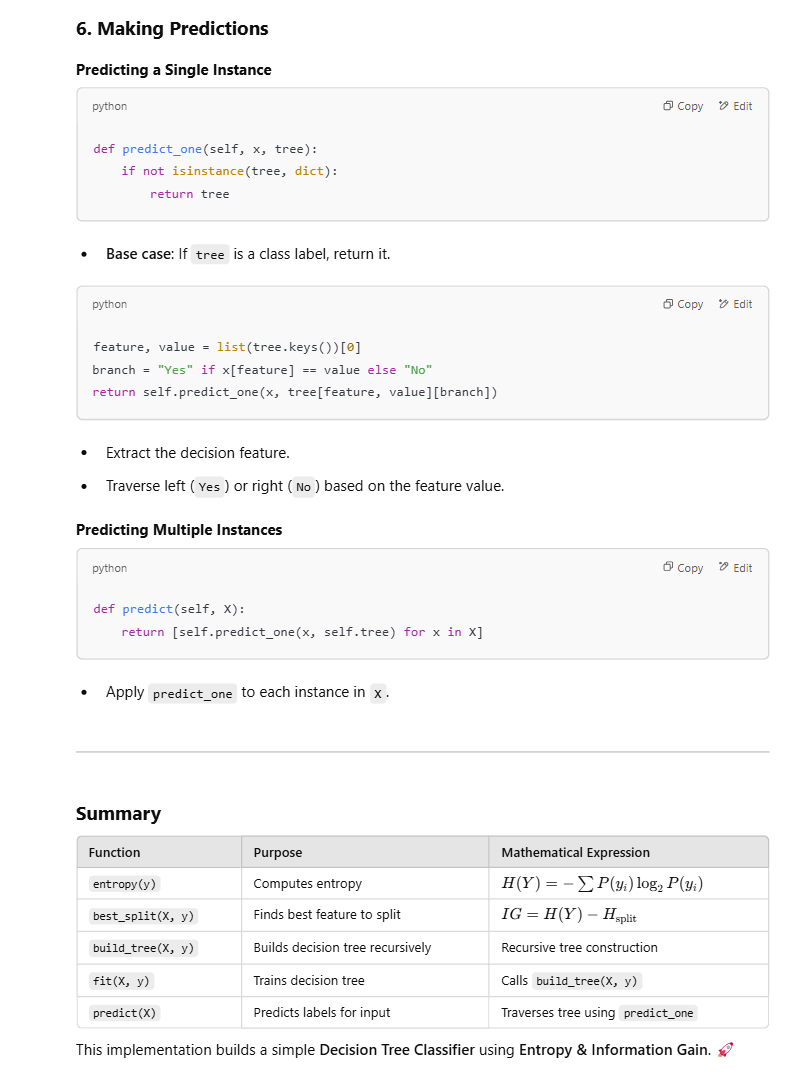 6. Making Predictions
Predicting a Single Instance
python Copy Edit
def predict_one(self, x, tree):
    if not isinstance(tree, dict):
        return tree
• Base case: If tree is a class label, return it.
python Copy Edit
feature, value = list(tree.keys())[0]
branch = "Yes" if x[feature] == value else "No"
return self.predict_one(x, tree[feature, value][branch])
• Extract the decision feature.
• Traverse left ( Yes ) or right ( No ) based on the feature value.
Predicting Multiple Instances
python Copy Edit
def predict(self, X):
    return [self.predict_one(x, self.tree) for x in X]
• Apply predict_one to each instance in X .
Summary
Function Purpose Mathematical Expression
entropy(y) Computes entropy H(Y) = − ∑ P(yᵢ) log₂ P(yᵢ)
best_split(X, y) Finds best feature to split IG = H(Y) − H_split
build_tree(X, y) Builds decision tree recursively Recursive tree construction
fit(X, y) Trains decision tree Calls build_tree(X, y)
predict(X) Predicts labels for input Traverses tree using predict_one
This implementation builds a simple Decision Tree Classifier using Entropy & Information Gain. 🚀